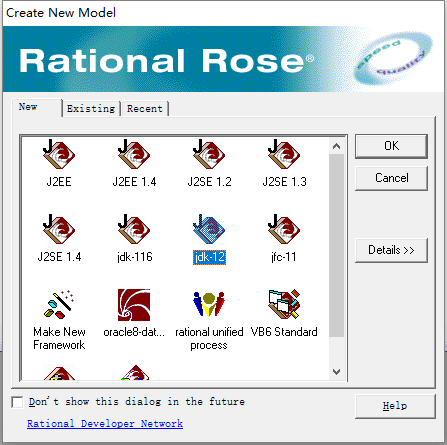 Create New Model
Rational Rose®
speed
quality
New
Existing
Recent
J2EE
J2EE 1.4
J2SE 1.2
J2SE 1.3
J2SE 1.4
jdk-116
jdk-12
jfc-11
Make New
Framework
oracle8-dat...
rational unified
process
VB6 Standard
OK
Cancel
Details >>
Don't show this dialog in the future
Help
Rational Developer Network